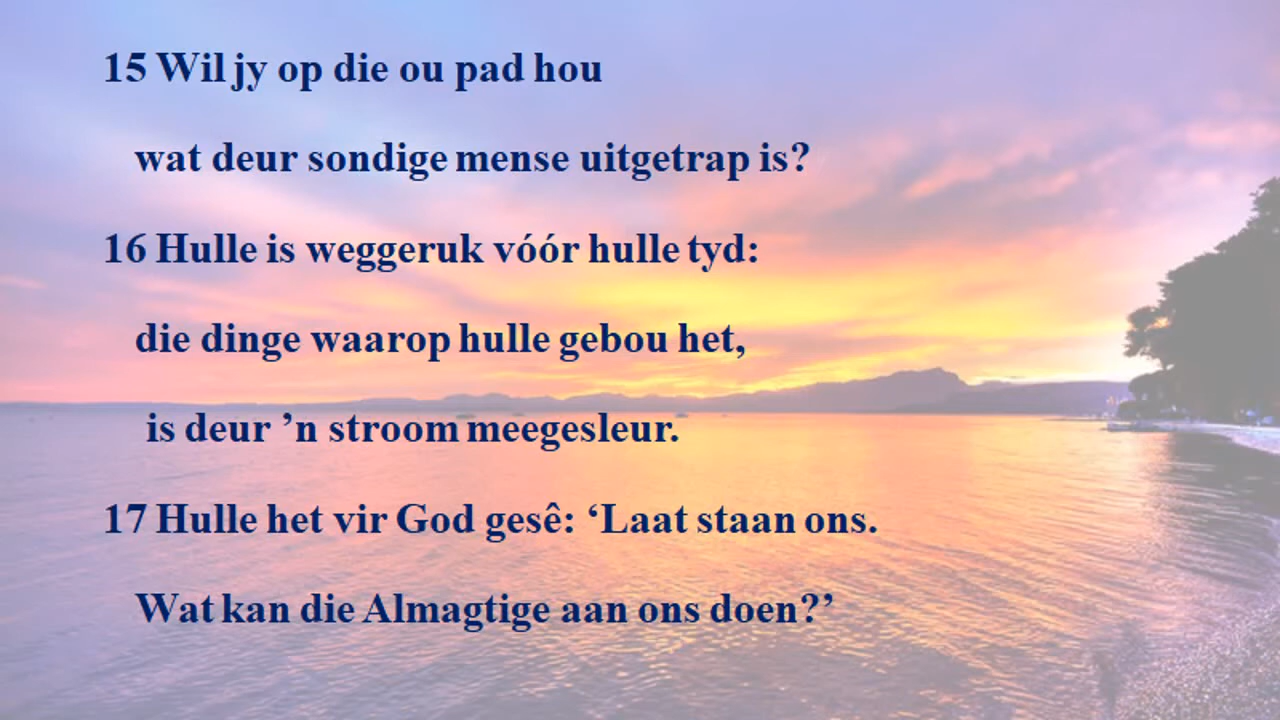 15 Wil jy op die ou pad hou
wat deur sondige mense uitgetrap is?
16 Hulle is weggeruk vóór hulle tyd:
die dinge waarop hulle gebou het,
is deur ’n stroom meegesleur.
17 Hulle het vir God gesê: ‘Laat staan ons.
Wat kan die Almagtige aan ons doen?’